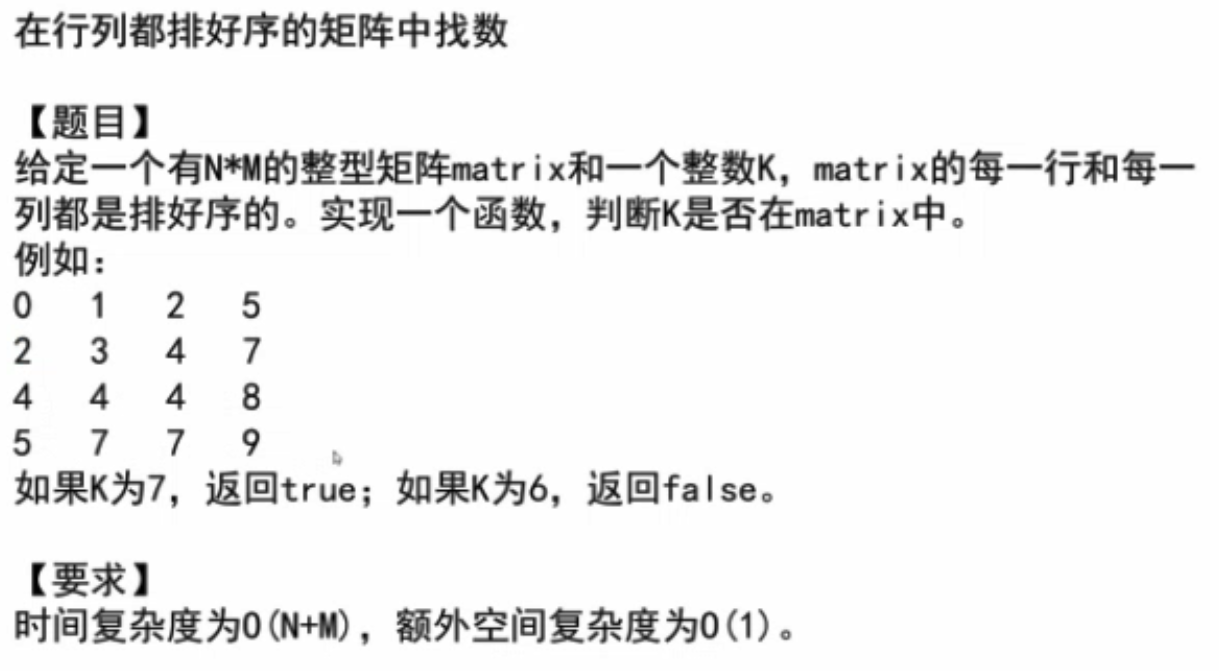 在行列都排好序的矩阵中找数
【题目】
给定一个有N*M的整型矩阵matrix和一个整数K，matrix的每一行和每一
列都是排好序的。实现一个函数，判断K是否在matrix中。
例如：
0 1 2 5
2 3 4 7
4 4 4 8
5 7 7 9
如果K为7，返回true；如果K为6，返回false。
【要求】
时间复杂度为O(N+M)，额外空间复杂度为O(1)。